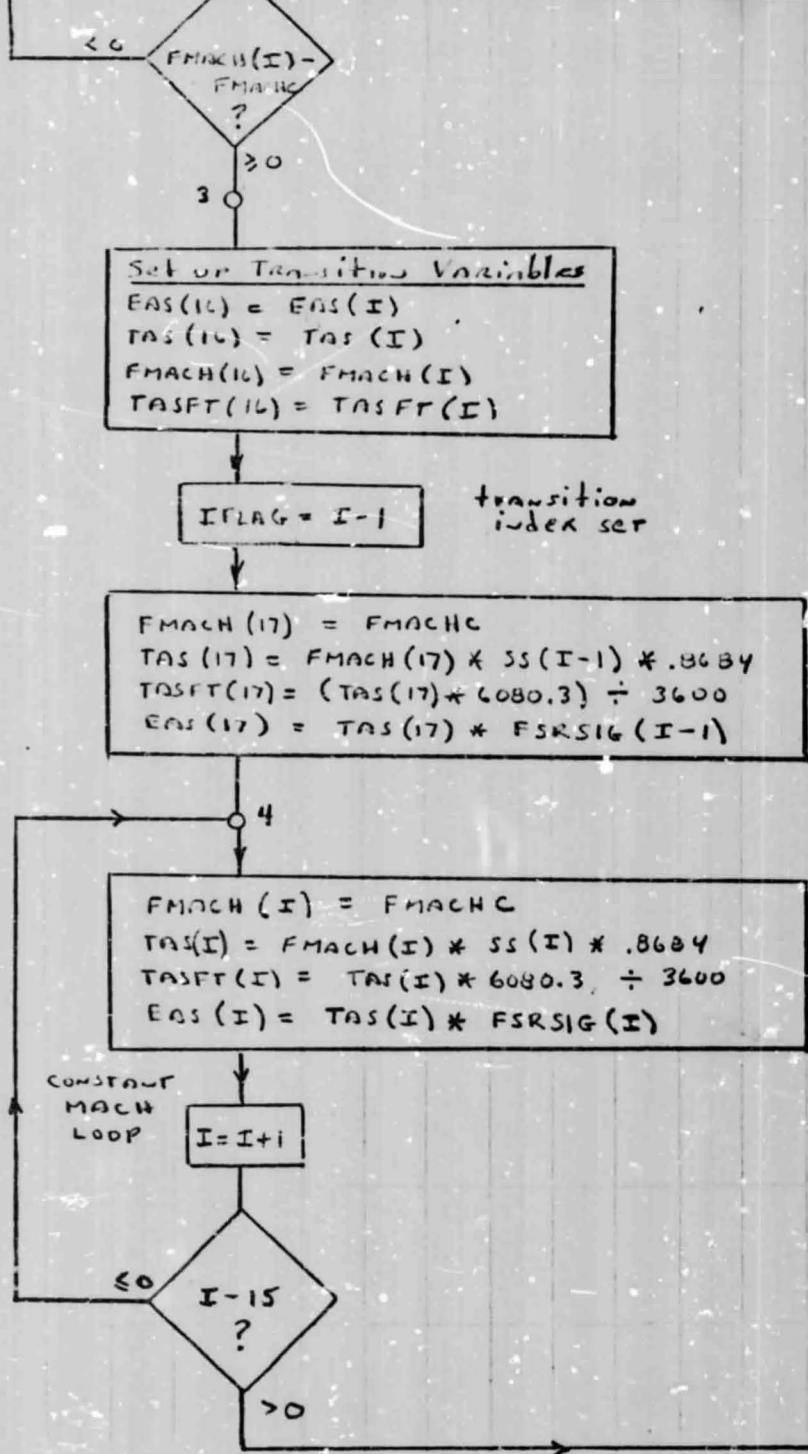 <0
FMACH(I)-
FMACHC
?
≥0
3
Set up Transition Variables
EAS(16) = EAS(I)
TAS(16) = TAS(I)
FMACH(16) = FMACH(I)
TASFT(16) = TASFT(I)
IFLAG = I-1
transition
index set
FMACH(17) = FMACHC
TAS(17) = FMACH(17) * SS(I-1) * .8684
TASFT(17) = (TAS(17) * 6080.3) ÷ 3600
EAS(17) = TAS(17) * FSRSIG(I-1)
4
FMACH(I) = FMACHC
TAS(I) = FMACH(I) * SS(I) * .8684
TASFT(I) = TAS(I) * 6080.3 ÷ 3600
EAS(I) = TAS(I) * FSRSIG(I)
CONSTANT
MACH
LOOP
I = I+1
≤0
I-15
?
>0